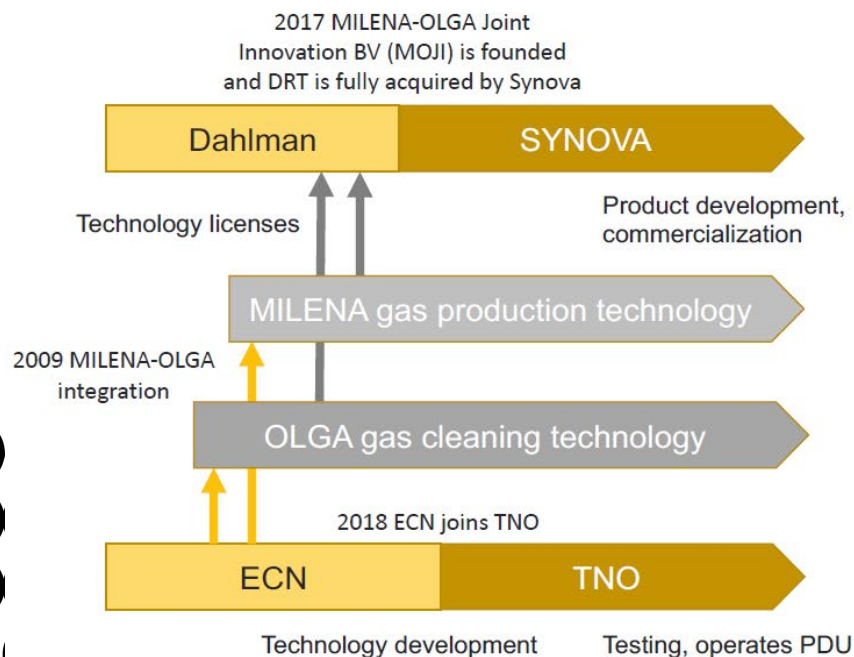 2017 MILENA-OLGA Joint
Innovation BV (MOJI) is founded
and DRT is fully acquired by Synova
Dahlman
SYNOVA
Technology licenses
Product development,
commercialization
MILENA gas production technology
2009 MILENA-OLGA
integration
OLGA gas cleaning technology
2018 ECN joins TNO
ECN
TNO
Technology development
Testing, operates PDU